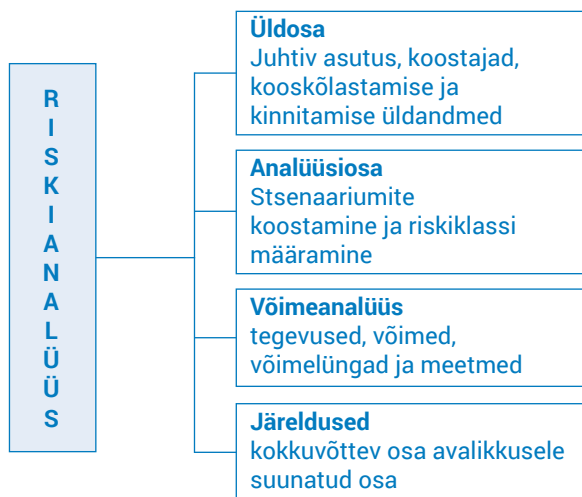 RISKIANALÜÜS
Üldosa
Juhtiv asutus, koostajad,
kooskõlastamise ja
kinnitamise üldandmed
Analüüsiosa
Stsenaariumite
koostamine ja riskiklassi
määramine
Võimeanalüüs
tegevused, võimed,
võimelüngad ja meetmed
Järeldused
kokkuvõttev osa avalikkusele
suunatud osa